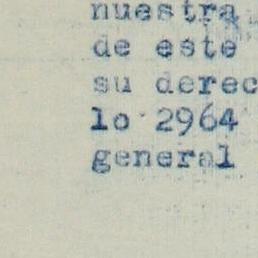 nuestra
de este
su derec
lo 2964
general